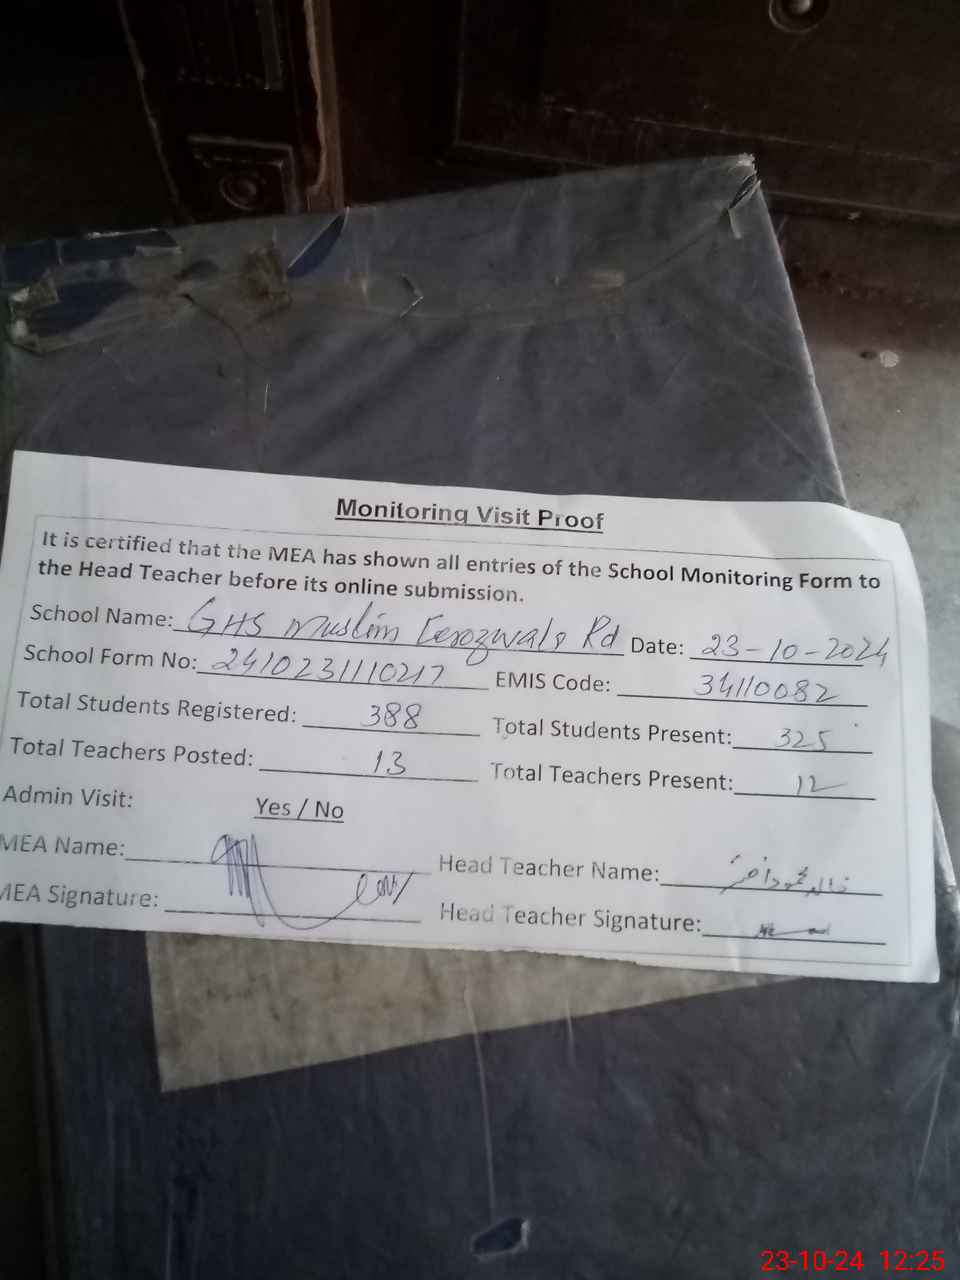 Monitoring Visit Proof
It is certified that the MEA has shown all entries of the School Monitoring Form to
the Head Teacher before its online submission.
School Name: GHS Muslim Ferozwala Rd Date: 23-10-2024
School Form No: 2410231110217 EMIS Code: 34110082
Total Students Registered: 388 Total Students Present: 325
Total Teachers Posted: 13 Total Teachers Present: 12
Admin Visit: Yes / No
MEA Name: Head Teacher Name: خالد محمود
MEA Signature: Head Teacher Signature:
23-10-24 12:25